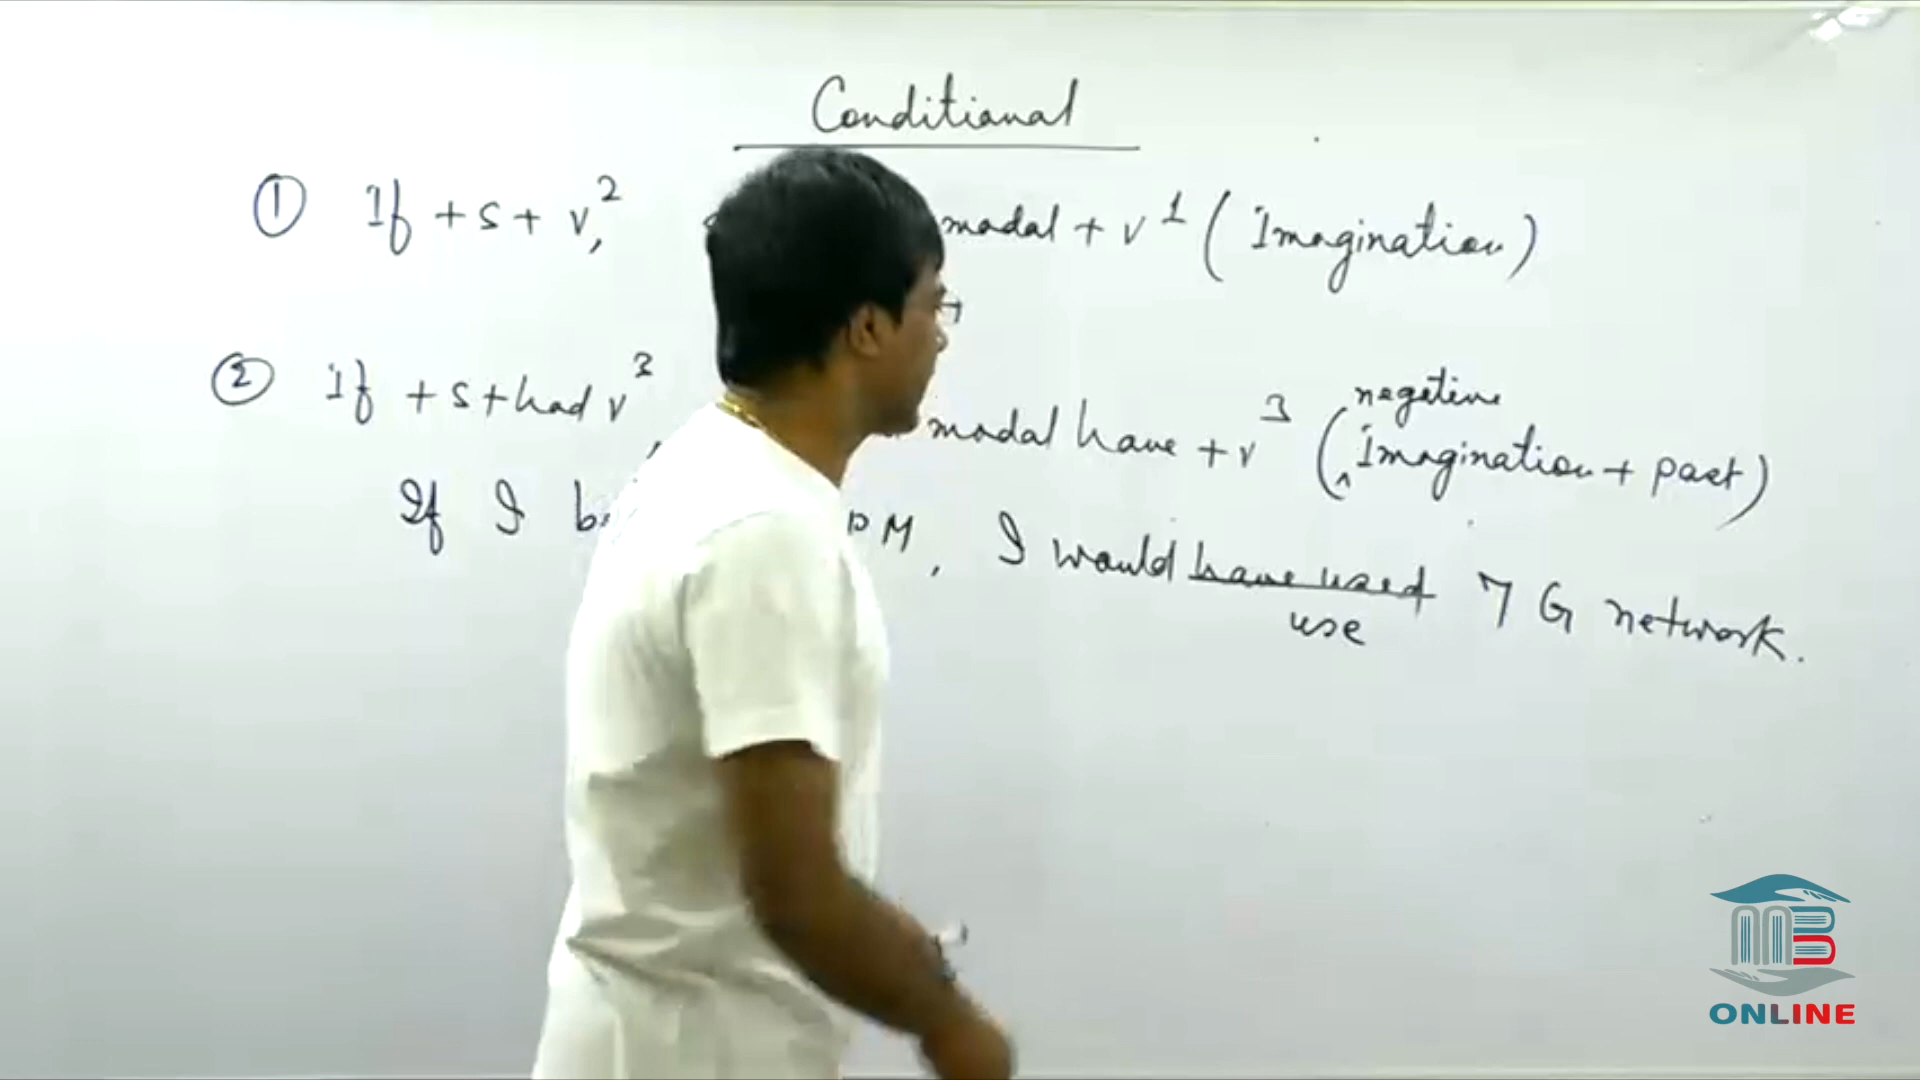 Conditional
① If + s + v², modal + v¹ (Imagination)
② If + s + had v³, modal have + v³ (negative Imagination + past)
If I PM, I would have used 7 G network.
use
MB
ONLINE